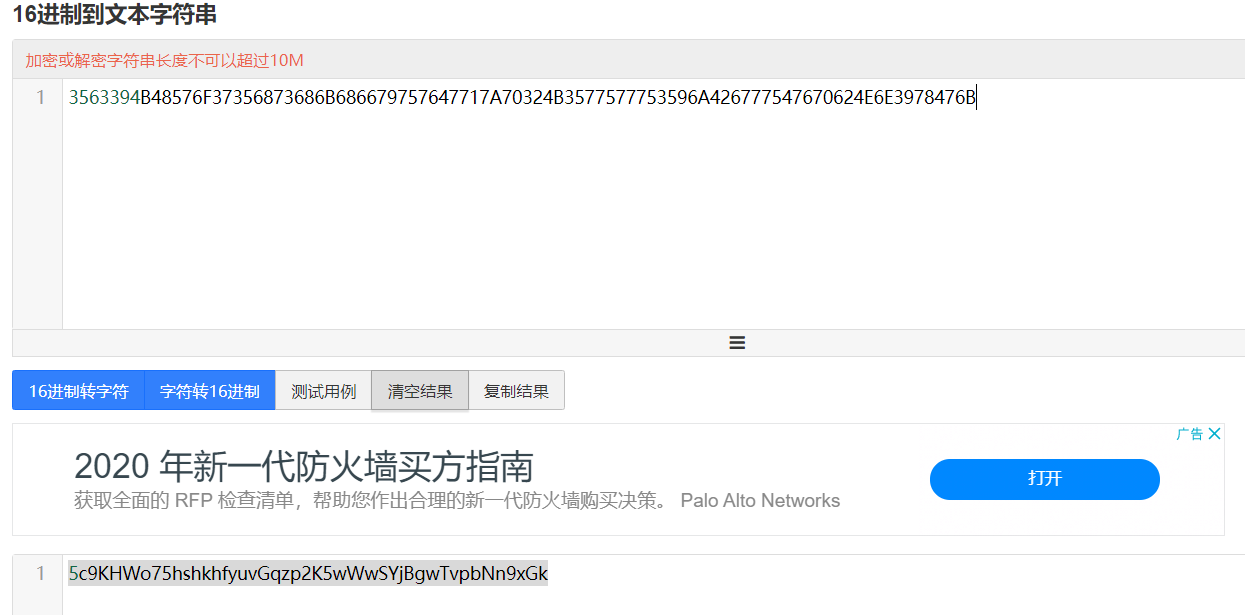 16进制到文本字符串
加密或解密字符串长度不可以超过10M
1 3563394B48576F37356873686B686679757647717A70324B3577577753596A426777547670624E6E3978476B
16进制转字符 字符转16进制 测试用例 清空结果 复制结果
广告
2020 年新一代防火墙买方指南
获取全面的 RFP 检查清单，帮助您作出合理的新一代防火墙购买决策。 Palo Alto Networks
打开
1 5c9KHWo75hshkhfyuvGqzp2K5wWwSYjBgwTvpbNn9xGk